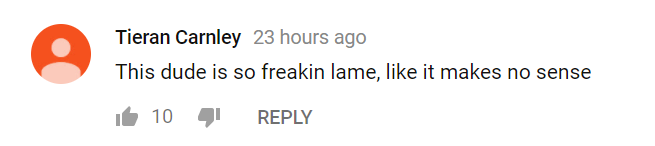 Tieran Carnley 23 hours ago
This dude is so freakin lame, like it makes no sense
10 REPLY